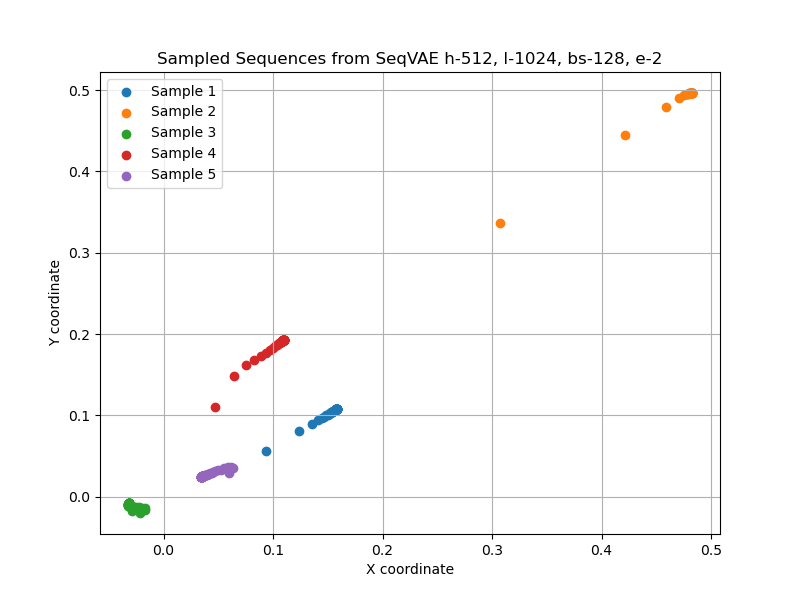 Sampled Sequences from SeqVAE h-512, l-1024, bs-128, e-2
Sample 1
Sample 2
Sample 3
Sample 4
Sample 5
0.5
0.4
0.3
0.2
0.1
0.0
Y coordinate
0.0 0.1 0.2 0.3 0.4 0.5
X coordinate